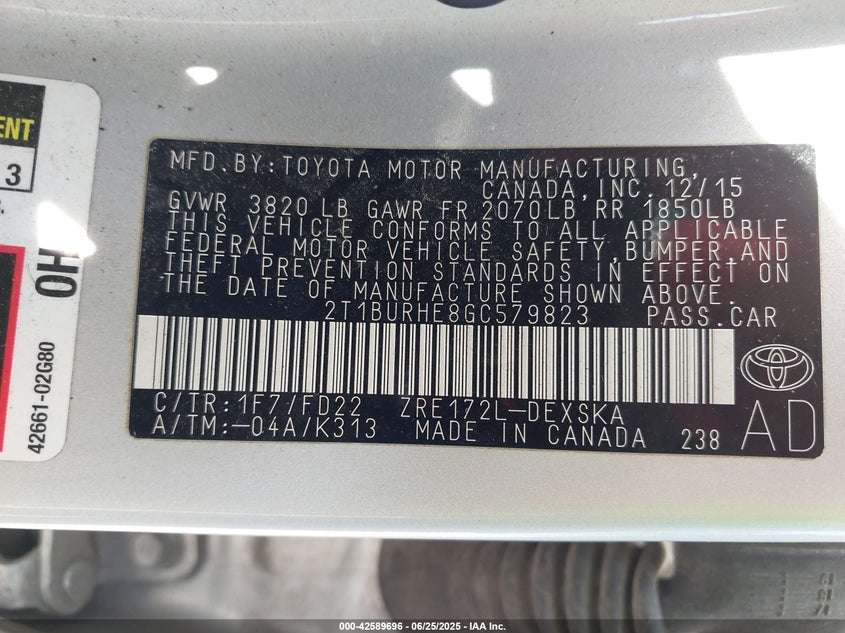 ENT
3
OH
42661-02G80
MFD.BY:TOYOTA MOTOR MANUFACTURING,
CANADA,INC. 12/15
GVWR 3820 LB GAWR FR 2070LB RR 1850LB
THIS VEHICLE CONFORMS TO ALL APPLICABLE
FEDERAL MOTOR VEHICLE SAFETY,BUMPER,AND
THEFT PREVENTION STANDARDS IN EFFECT ON
THE DATE OF MANUFACTURE SHOWN ABOVE.
2T1BURHE8GC579823 PASS.CAR
C/TR:1F7/FD22 ZRE172L-DEXSKA
A/TM:-04A/K313 MADE IN CANADA 238
AD
000-42589696 - 06/25/2025 - IAA Inc.